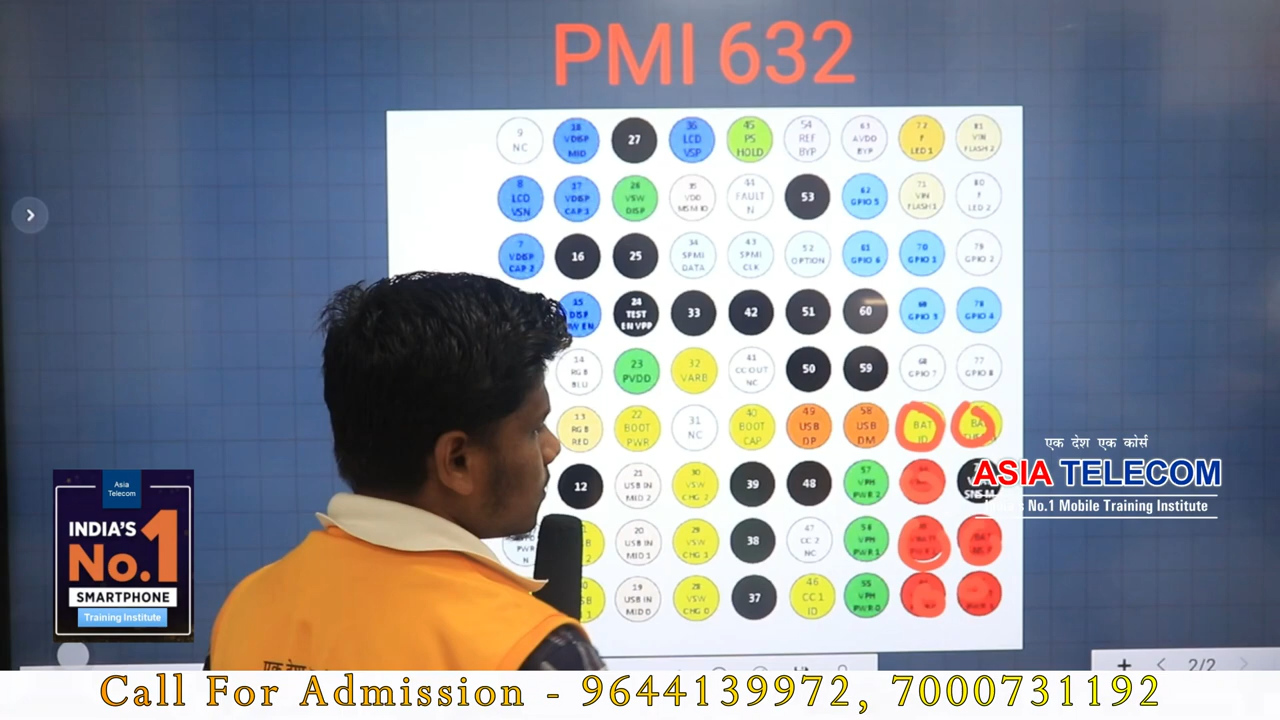 PMI 632
9 NC
18 VDISP MID
27
36 LCD VSP
45 PS HOLD
54 REF BYP
63 AVDD BYP
72 F LED 1
81 VIN FLASH 2
8 LCD VSN
17 VDISP CAP 1
26 VSW DISP
35 VDD MSM IO
44 FAULT N
53
62 GPIO 5
71 VIN FLASH 1
80 F LED 2
7 VDISP CAP 2
16
25
34 SPMI DATA
43 SPMI CLK
52 OPTION
61 GPIO 6
70 GPIO 1
79 GPIO 2
15 DISP
24 TEST EN VPP
33
42
51
60
69 GPIO 3
78 GPIO 4
14 RGB BLU
23 PVDD
32 VARB
41 CC OUT NC
50
59
68 GPIO 7
77 GPIO 8
13 RGB RED
22 BOOT PWR
31 NC
40 BOOT CAP
49 USB DP
58 USB DM
BAT ID
12
21 USB IN MID 2
30 VSW CHG 2
39
48
57 VPH PWR 2
SNS M
PWR N
20 USB IN MID 1
29 VSW CHG 1
38
47 CC 2 NC
56 VPH PWR 1
19 USB IN MID 0
28 VSW CHG 0
37
46 CC 1 ID
55 VPH PWR 0
एक देश एक कोर्स
ASIA TELECOM
No.1 Mobile Training Institute
Asia
Telecom
INDIA'S
No.1
SMARTPHONE
Training Institute
एक देश
2/2
Call For Admission - 9644139972, 7000731192